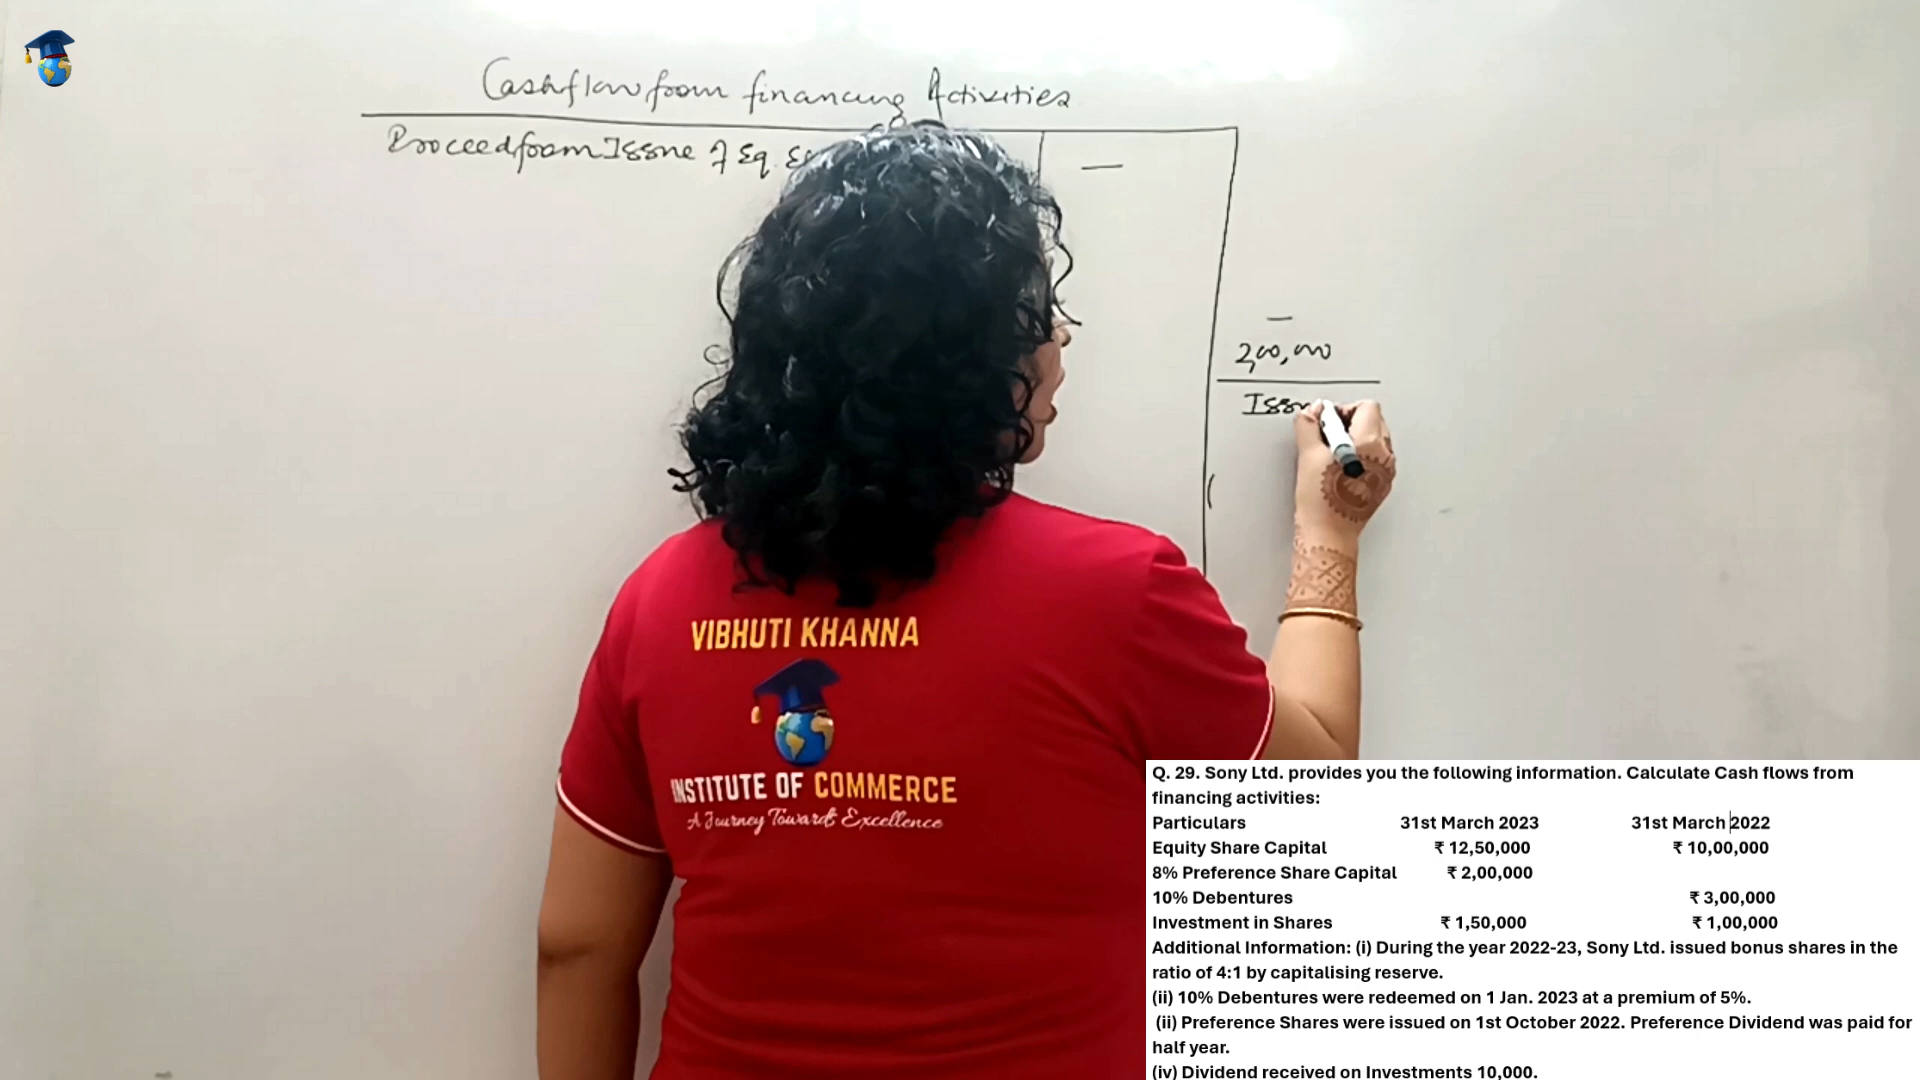 Cashflow from financing Activities
Proceed from Issue of Eq.
—
—
2,00,000
Issu
VIBHUTI KHANNA
INSTITUTE OF COMMERCE
A Journey Towards Excellence
Q. 29. Sony Ltd. provides you the following information. Calculate Cash flows from
financing activities:
Particulars 31st March 2023 31st March 2022
Equity Share Capital ₹ 12,50,000 ₹ 10,00,000
8% Preference Share Capital ₹ 2,00,000
10% Debentures ₹ 3,00,000
Investment in Shares ₹ 1,50,000 ₹ 1,00,000
Additional Information: (i) During the year 2022-23, Sony Ltd. issued bonus shares in the
ratio of 4:1 by capitalising reserve.
(ii) 10% Debentures were redeemed on 1 Jan. 2023 at a premium of 5%.
(ii) Preference Shares were issued on 1st October 2022. Preference Dividend was paid for
half year.
(iv) Dividend received on Investments 10,000.